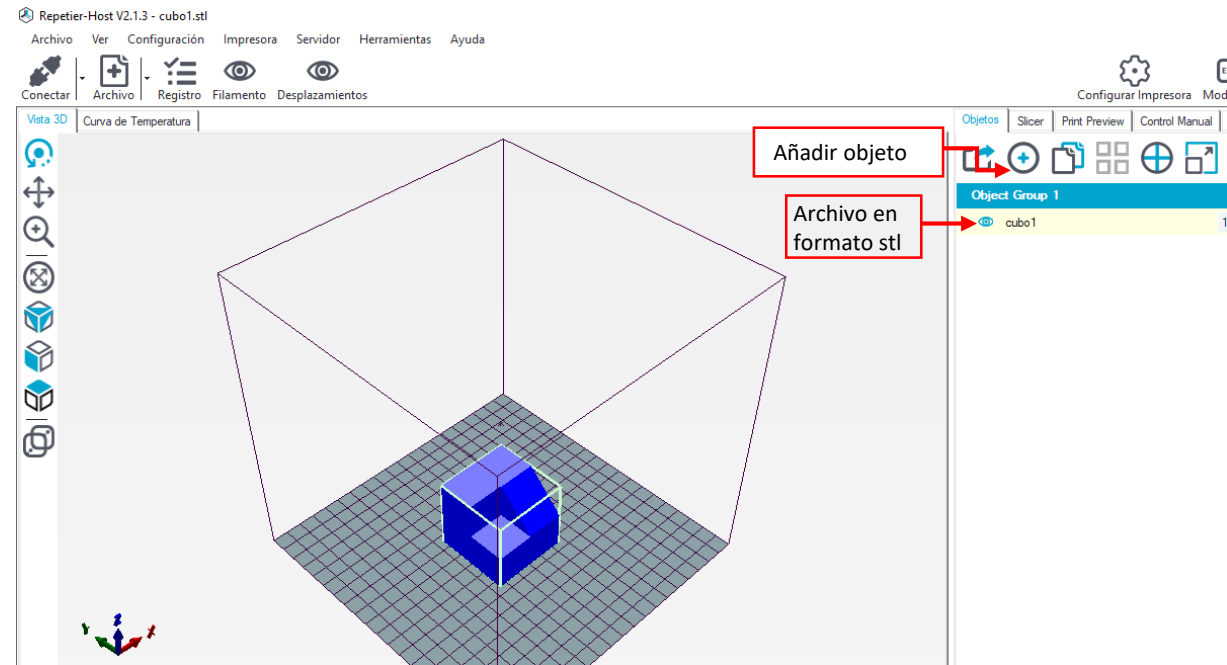 Repetier-Host V2.1.3 - cubo1.stl
Archivo Ver Configuración Impresora Servidor Herramientas Ayuda
Conectar Archivo Registro Filamento Desplazamientos Configurar Impresora
Vista 3D Curva de Temperatura Objetos Slicer Print Preview Control Manual
Añadir objeto
Object Group 1
Archivo en
formato stl
cubo1 1
Y Z X